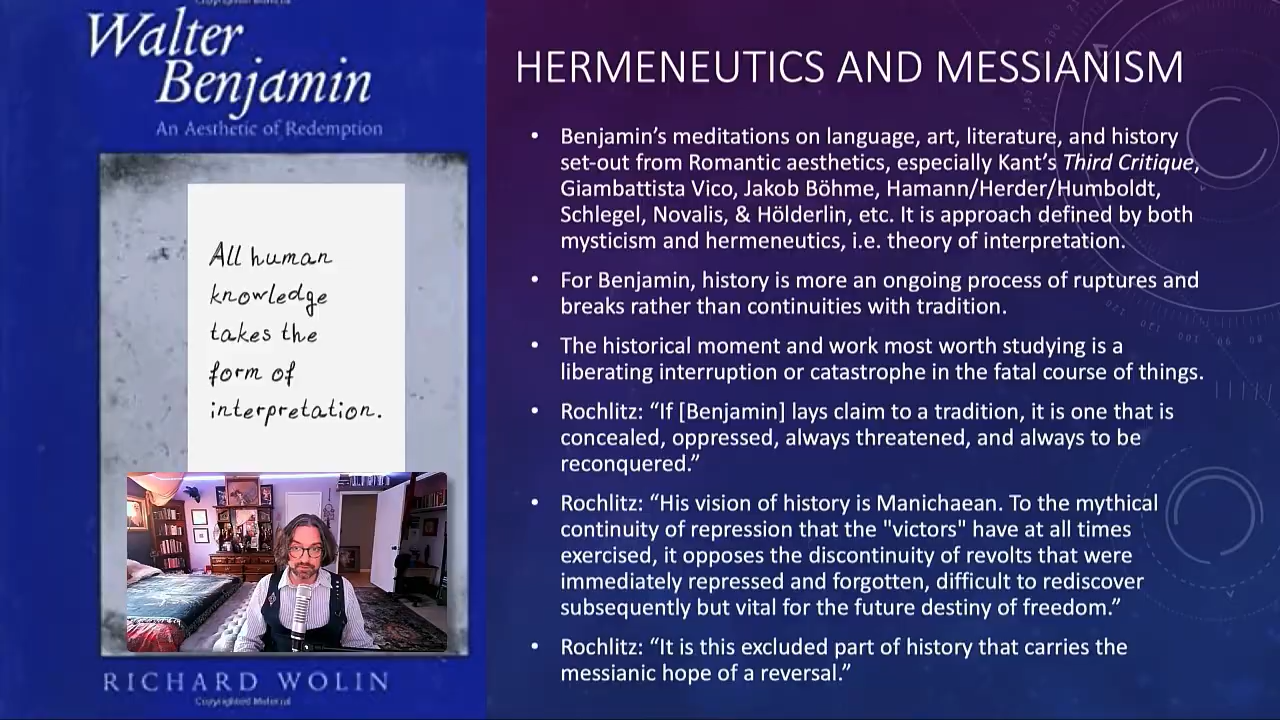 Walter
Benjamin
An Aesthetic of Redemption
All human
knowledge
takes the
form of
interpretation.
RICHARD WOLIN
Copyrighted Material
HERMENEUTICS AND MESSIANISM
• Benjamin’s meditations on language, art, literature, and history
set-out from Romantic aesthetics, especially Kant’s Third Critique,
Giambattista Vico, Jakob Böhme, Hamann/Herder/Humboldt,
Schlegel, Novalis, & Hölderlin, etc. It is approach defined by both
mysticism and hermeneutics, i.e. theory of interpretation.
• For Benjamin, history is more an ongoing process of ruptures and
breaks rather than continuities with tradition.
• The historical moment and work most worth studying is a
liberating interruption or catastrophe in the fatal course of things.
• Rochlitz: “If [Benjamin] lays claim to a tradition, it is one that is
concealed, oppressed, always threatened, and always to be
reconquered.”
• Rochlitz: “His vision of history is Manichaean. To the mythical
continuity of repression that the "victors" have at all times
exercised, it opposes the discontinuity of revolts that were
immediately repressed and forgotten, difficult to rediscover
subsequently but vital for the future destiny of freedom.”
• Rochlitz: “It is this excluded part of history that carries the
messianic hope of a reversal.”